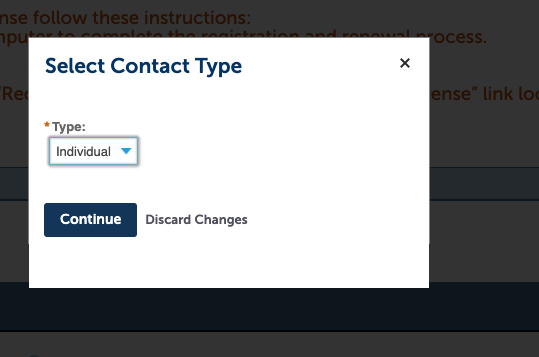 nse follow these instructions:
mputer to complete the registration and renewal process.
Select Contact Type
×
ense" link loc
* Type:
Individual
Continue Discard Changes